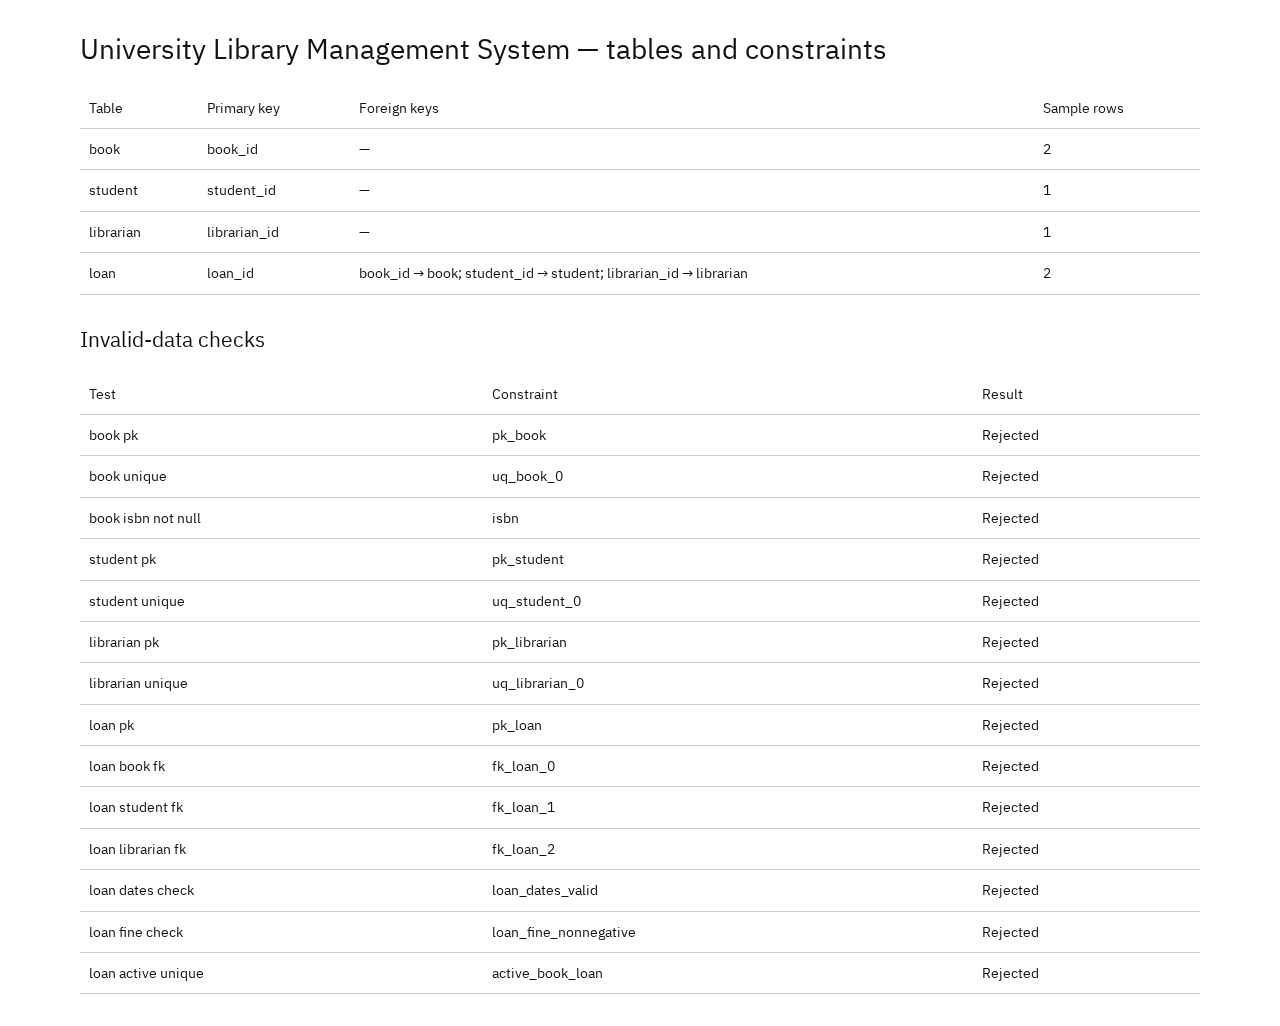 University Library Management System — tables and constraints
Table Primary key Foreign keys Sample rows
book book_id — 2
student student_id — 1
librarian librarian_id — 1
loan loan_id book_id → book; student_id → student; librarian_id → librarian 2
Invalid-data checks
Test Constraint Result
book pk pk_book Rejected
book unique uq_book_0 Rejected
book isbn not null isbn Rejected
student pk pk_student Rejected
student unique uq_student_0 Rejected
librarian pk pk_librarian Rejected
librarian unique uq_librarian_0 Rejected
loan pk pk_loan Rejected
loan book fk fk_loan_0 Rejected
loan student fk fk_loan_1 Rejected
loan librarian fk fk_loan_2 Rejected
loan dates check loan_dates_valid Rejected
loan fine check loan_fine_nonnegative Rejected
loan active unique active_book_loan Rejected